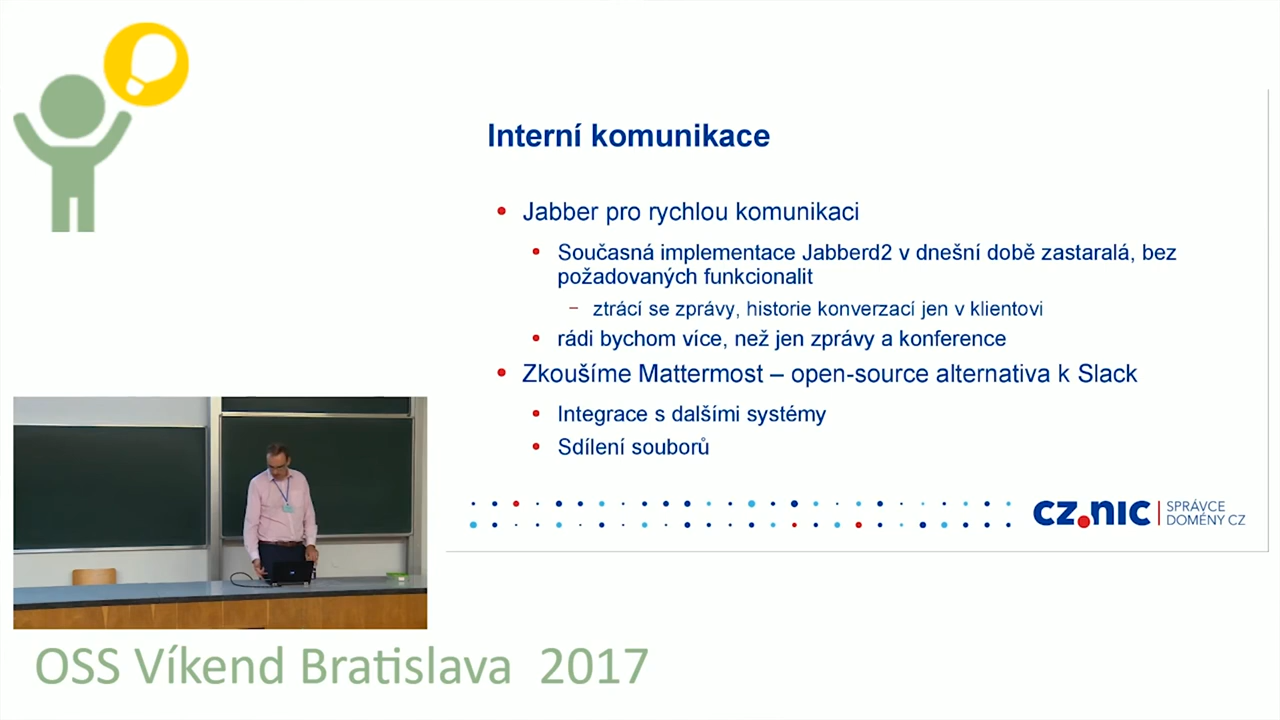 Interní komunikace
Jabber pro rychlou komunikaci
Současná implementace Jabberd2 v dnešní době zastaralá, bez
požadovaných funkcionalit
– ztrácí se zprávy, historie konverzací jen v klientovi
rádi bychom více, než jen zprávy a konference
Zkoušíme Mattermost – open-source alternativa k Slack
Integrace s dalšími systémy
Sdílení souborů
cz.nic | SPRÁVCE
DOMÉNY CZ
OSS Víkend Bratislava 2017